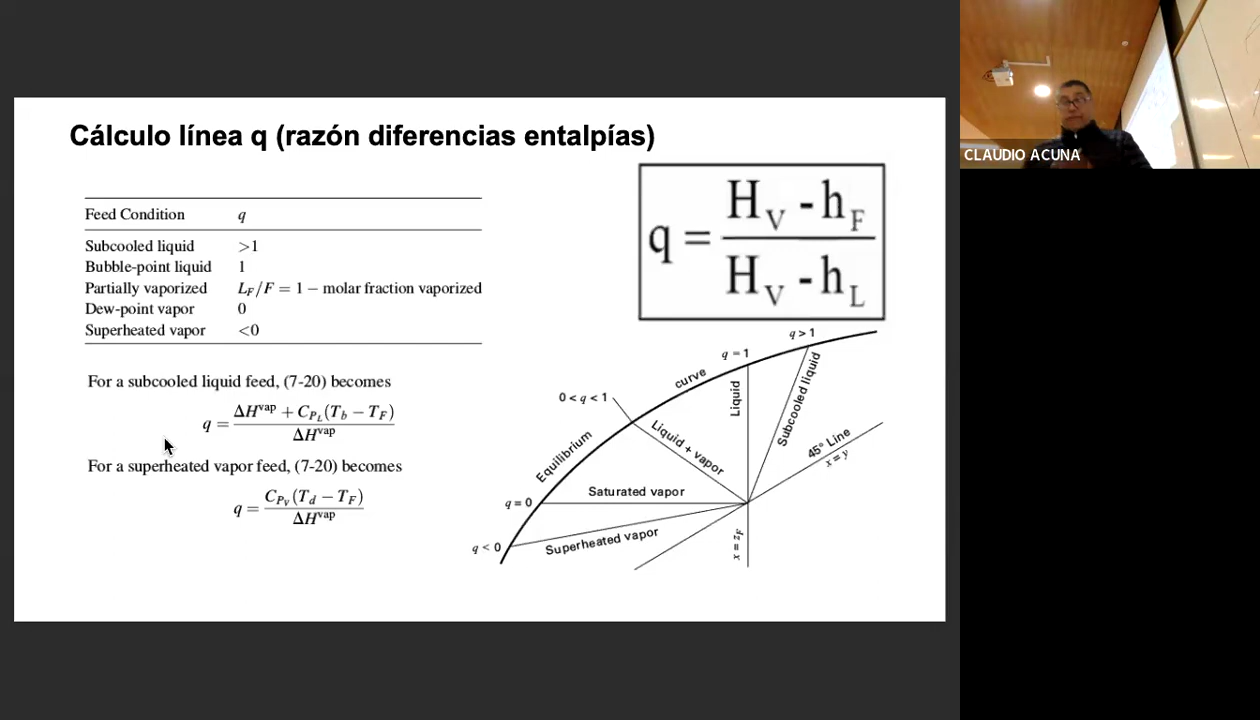 Cálculo línea q (razón diferencias entalpías)
Feed Condition q
Subcooled liquid >1
Bubble-point liquid 1
Partially vaporized L_F/F = 1 − molar fraction vaporized
Dew-point vapor 0
Superheated vapor <0
For a subcooled liquid feed, (7-20) becomes
q = (ΔH^vap + C_{P_L}(T_b − T_F)) / ΔH^vap
For a superheated vapor feed, (7-20) becomes
q = C_{P_V}(T_d − T_F) / ΔH^vap
q = (H_V - h_F) / (H_V - h_L)
q > 1
q = 1
curve
0 < q < 1
Liquid
Subcooled liquid
Equilibrium
Liquid + vapor
45° Line
x = y
Saturated vapor
q = 0
q < 0
Superheated vapor
x = z_F
CLAUDIO ACUNA